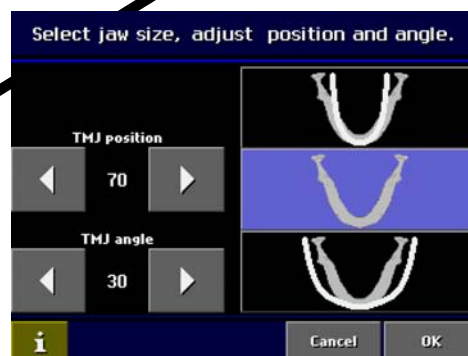 Select jaw size, adjust position and angle.
TMJ position
70
TMJ angle
30
i
Cancel OK